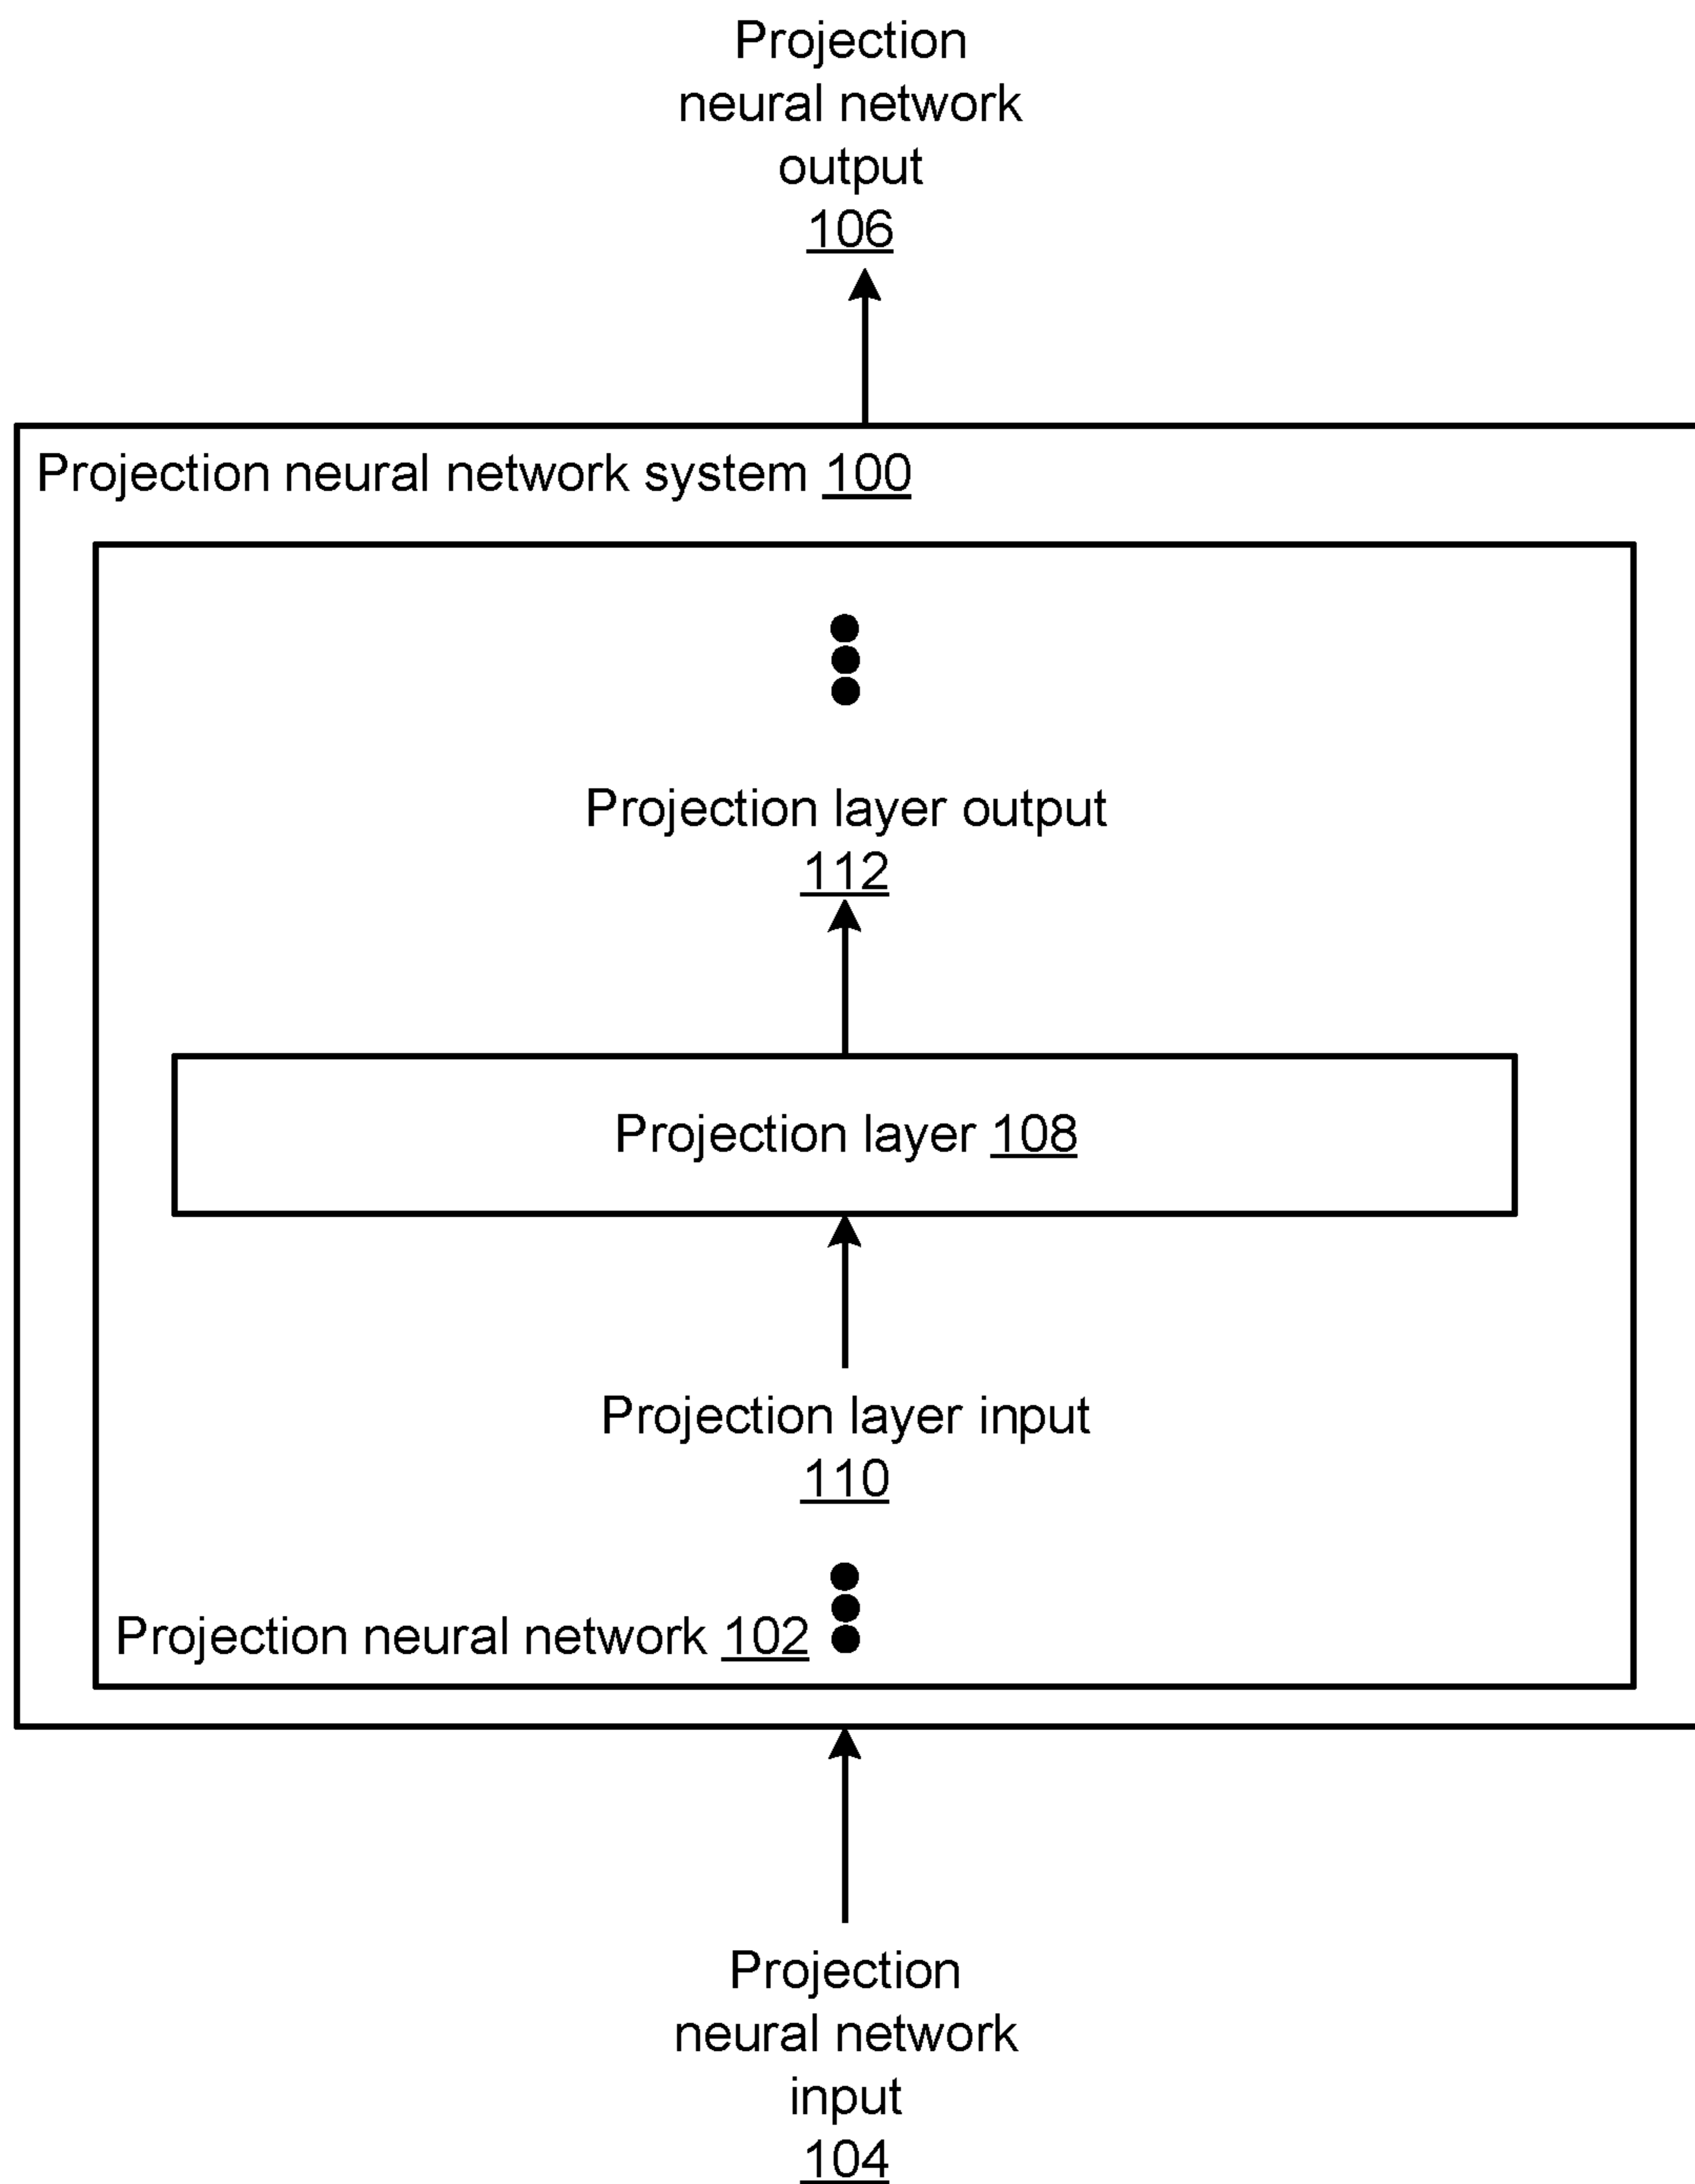 Projection
neural network
output
106
Projection neural network system 100
Projection layer output
112
Projection layer 108
Projection layer input
110
Projection neural network 102
Projection
neural network
input
104